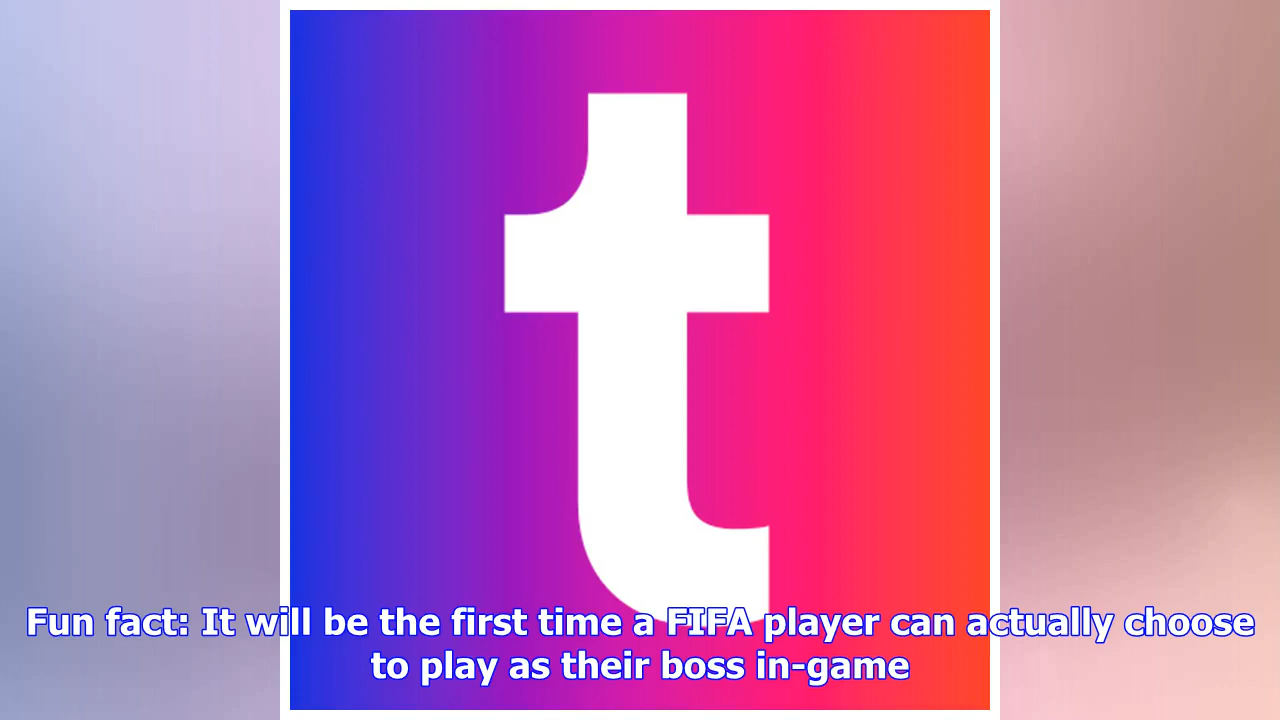 t
Fun fact: It will be the first time a FIFA player can actually choose
to play as their boss in-game